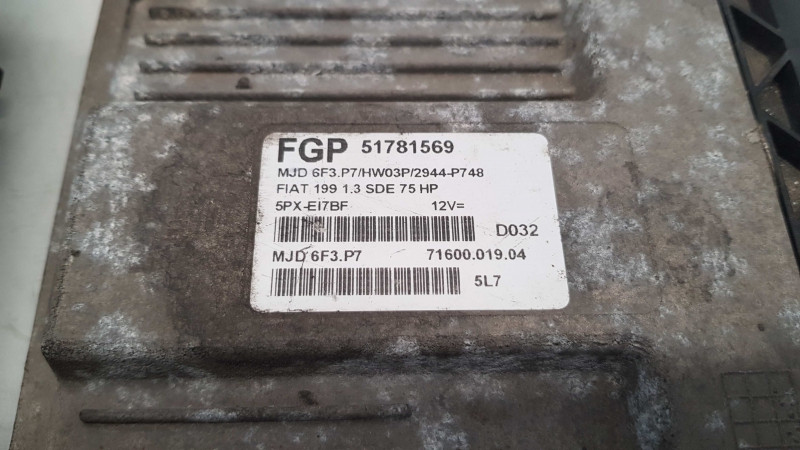 FGP 51781569
MJD 6F3.P7/HW03P/2944-P748
FIAT 199 1.3 SDE 75 HP
5PX-EI7BF 12V=
D032
MJD 6F3.P7 71600.019.04
5L7